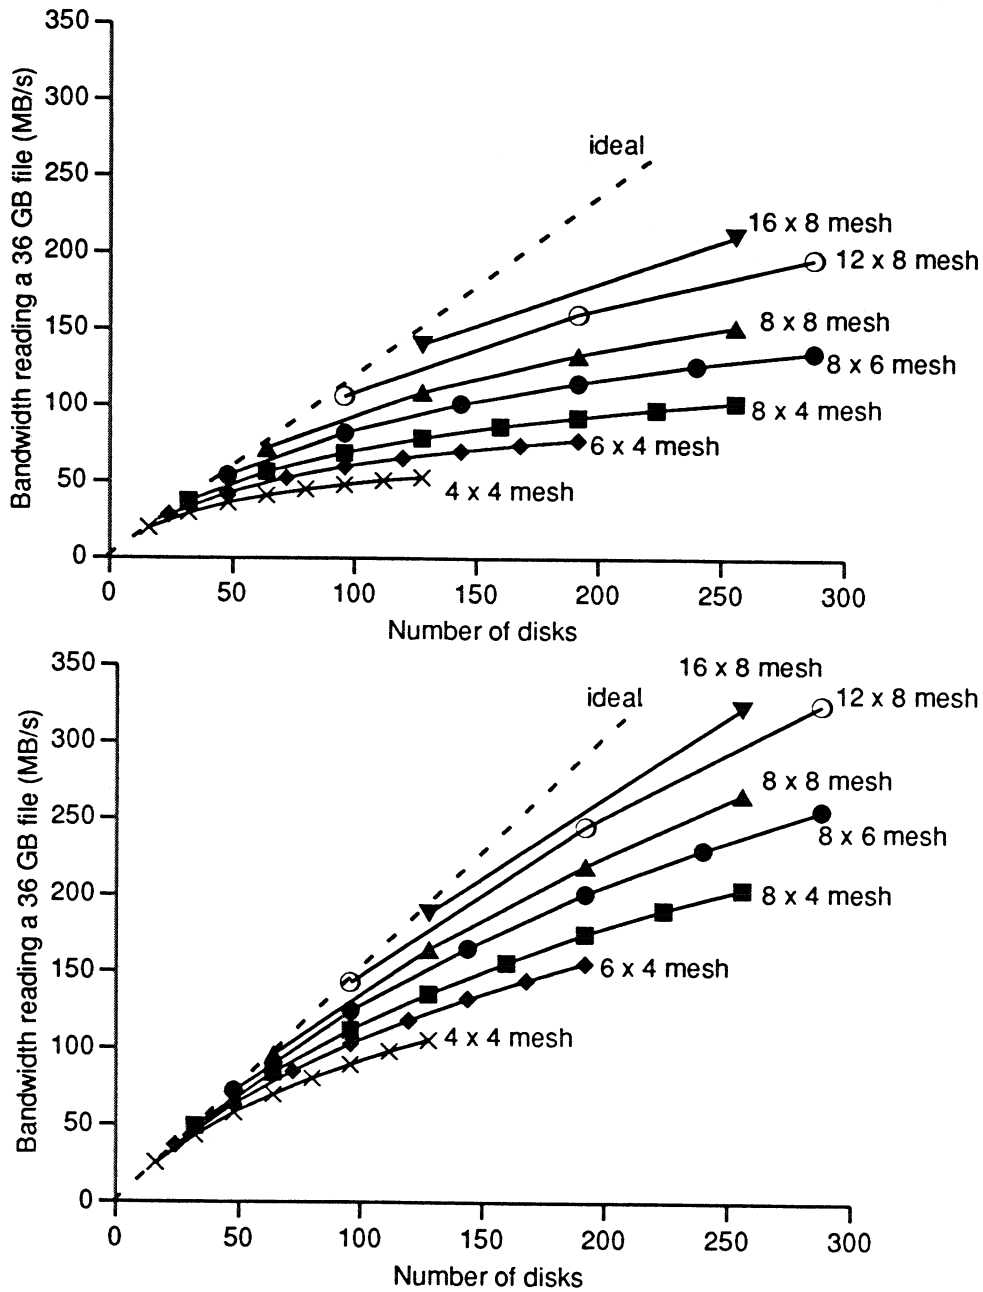 350
300
250
200
150
100
50
0
Bandwidth reading a 36 GB file (MB/s)
ideal
16 x 8 mesh
12 x 8 mesh
8 x 8 mesh
8 x 6 mesh
8 x 4 mesh
6 x 4 mesh
4 x 4 mesh
0 50 100 150 200 250 300
Number of disks
350
300
250
200
150
100
50
0
Bandwidth reading a 36 GB file (MB/s)
16 x 8 mesh
ideal
12 x 8 mesh
8 x 8 mesh
8 x 6 mesh
8 x 4 mesh
6 x 4 mesh
4 x 4 mesh
0 50 100 150 200 250 300
Number of disks